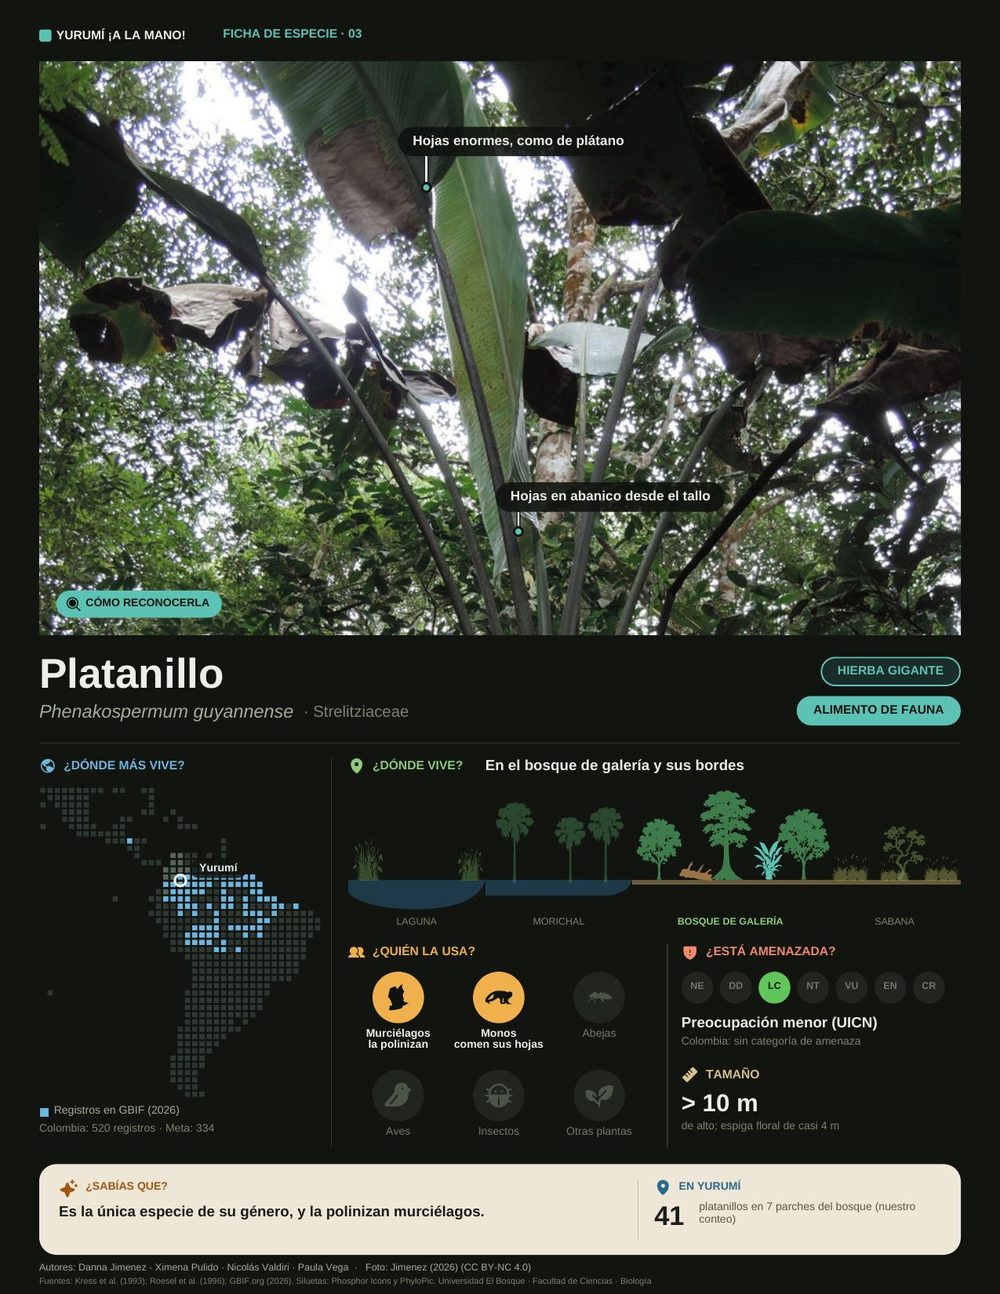 YURUMÍ ¡A LA MANO!
FICHA DE ESPECIE · 03
Hojas enormes, como de plátano
Hojas en abanico desde el tallo
CÓMO RECONOCERLA
Platanillo
Phenakospermum guyannense · Strelitziaceae
HIERBA GIGANTE
ALIMENTO DE FAUNA
¿DÓNDE MÁS VIVE?
Yurumí
Registros en GBIF (2026)
Colombia: 520 registros · Meta: 334
¿DÓNDE VIVE?
En el bosque de galería y sus bordes
LAGUNA
MORICHAL
BOSQUE DE GALERÍA
SABANA
¿QUIÉN LA USA?
Murciélagos
la polinizan
Monos
comen sus hojas
Abejas
Aves
Insectos
Otras plantas
¿ESTÁ AMENAZADA?
NE DD LC NT VU EN CR
Preocupación menor (UICN)
Colombia: sin categoría de amenaza
TAMAÑO
> 10 m
de alto; espiga floral de casi 4 m
¿SABÍAS QUE?
Es la única especie de su género, y la polinizan murciélagos.
EN YURUMÍ
41
platanillos en 7 parches del bosque (nuestro
conteo)
Autores: Danna Jimenez · Ximena Pulido · Nicolás Valdiri · Paula Vega · Foto: Jimenez (2026) (CC BY-NC 4.0)
Fuentes: Kress et al. (1993); Roesel et al. (1996); GBIF.org (2026). Siluetas: Phosphor Icons y PhyloPic. Universidad El Bosque · Facultad de Ciencias · Biología